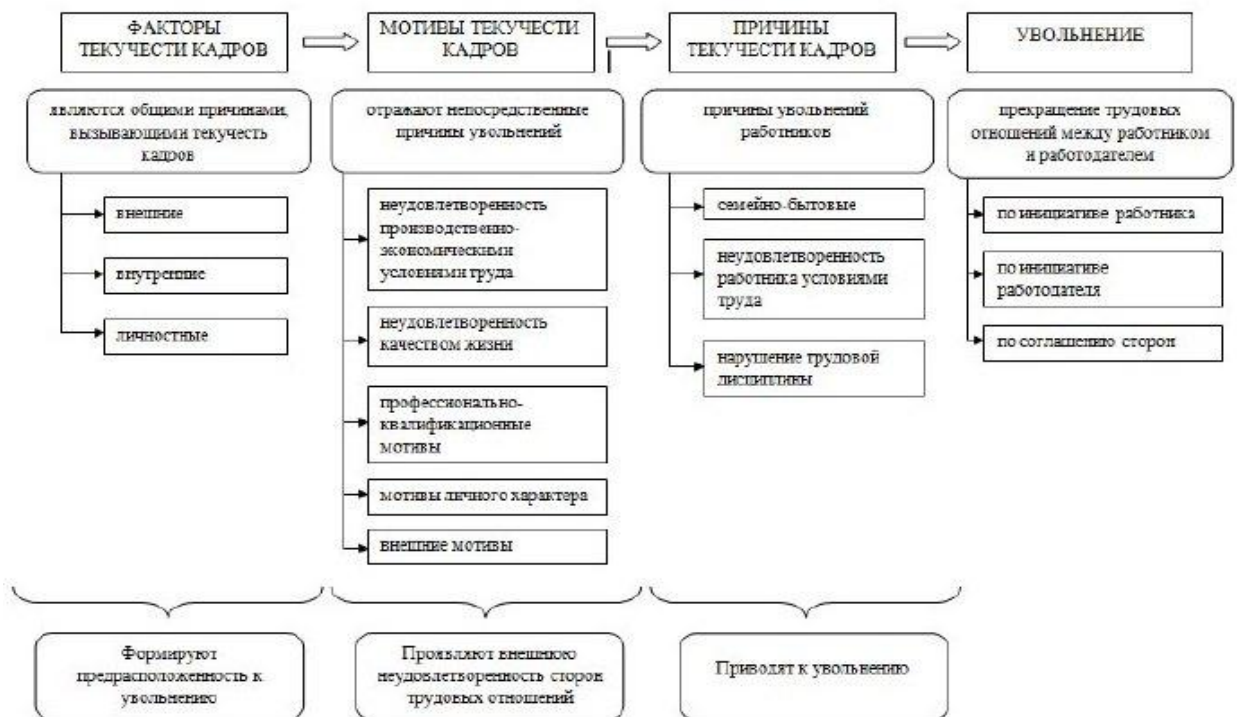 ФАКТОРЫ
ТЕКУЧЕСТИ КАДРОВ
МОТИВЫ ТЕКУЧЕСТИ
КАДРОВ
ПРИЧИНЫ
ТЕКУЧЕСТИ КАДРОВ
УВОЛЬНЕНИЕ
являются общими причинами,
вызывающими текучесть
кадров
внешние
внутренние
личностные
отражают непосредственные
причины увольнений
неудовлетворенность
производственно-
экономическими
условиями труда
неудовлетворенность
качеством жизни
профессионально-
квалификационные
мотивы
мотивы личного характера
внешние мотивы
причины увольнений
работников
семейно-бытовые
неудовлетворенность
работника условиями
труда
нарушение трудовой
дисциплины
прекращение трудовых
отношений между работником
и работодателем
по инициативе работника
по инициативе
работодателя
по соглашению сторон
Формируют
предрасположенность к
увольнению
Проявляют внешнюю
неудовлетворенность сторон
трудовых отношений
Приводят к увольнению